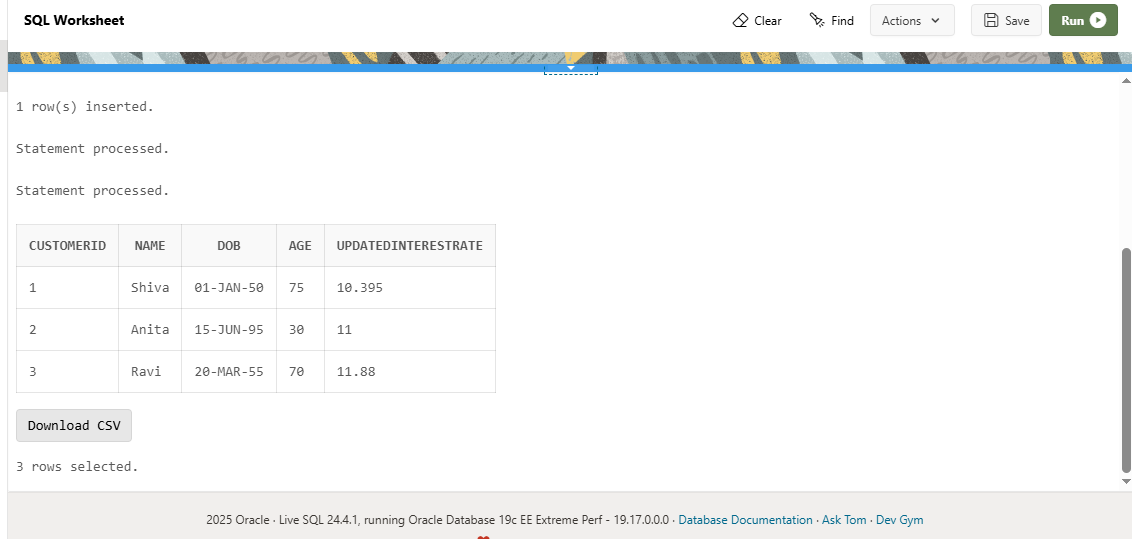 SQL Worksheet Clear Find Actions Save Run
1 row(s) inserted.
Statement processed.
Statement processed.
CUSTOMERID NAME DOB AGE UPDATEDINTERESTRATE
1 Shiva 01-JAN-50 75 10.395
2 Anita 15-JUN-95 30 11
3 Ravi 20-MAR-55 70 11.88
Download CSV
3 rows selected.
2025 Oracle · Live SQL 24.4.1, running Oracle Database 19c EE Extreme Perf - 19.17.0.0.0 · Database Documentation · Ask Tom · Dev Gym